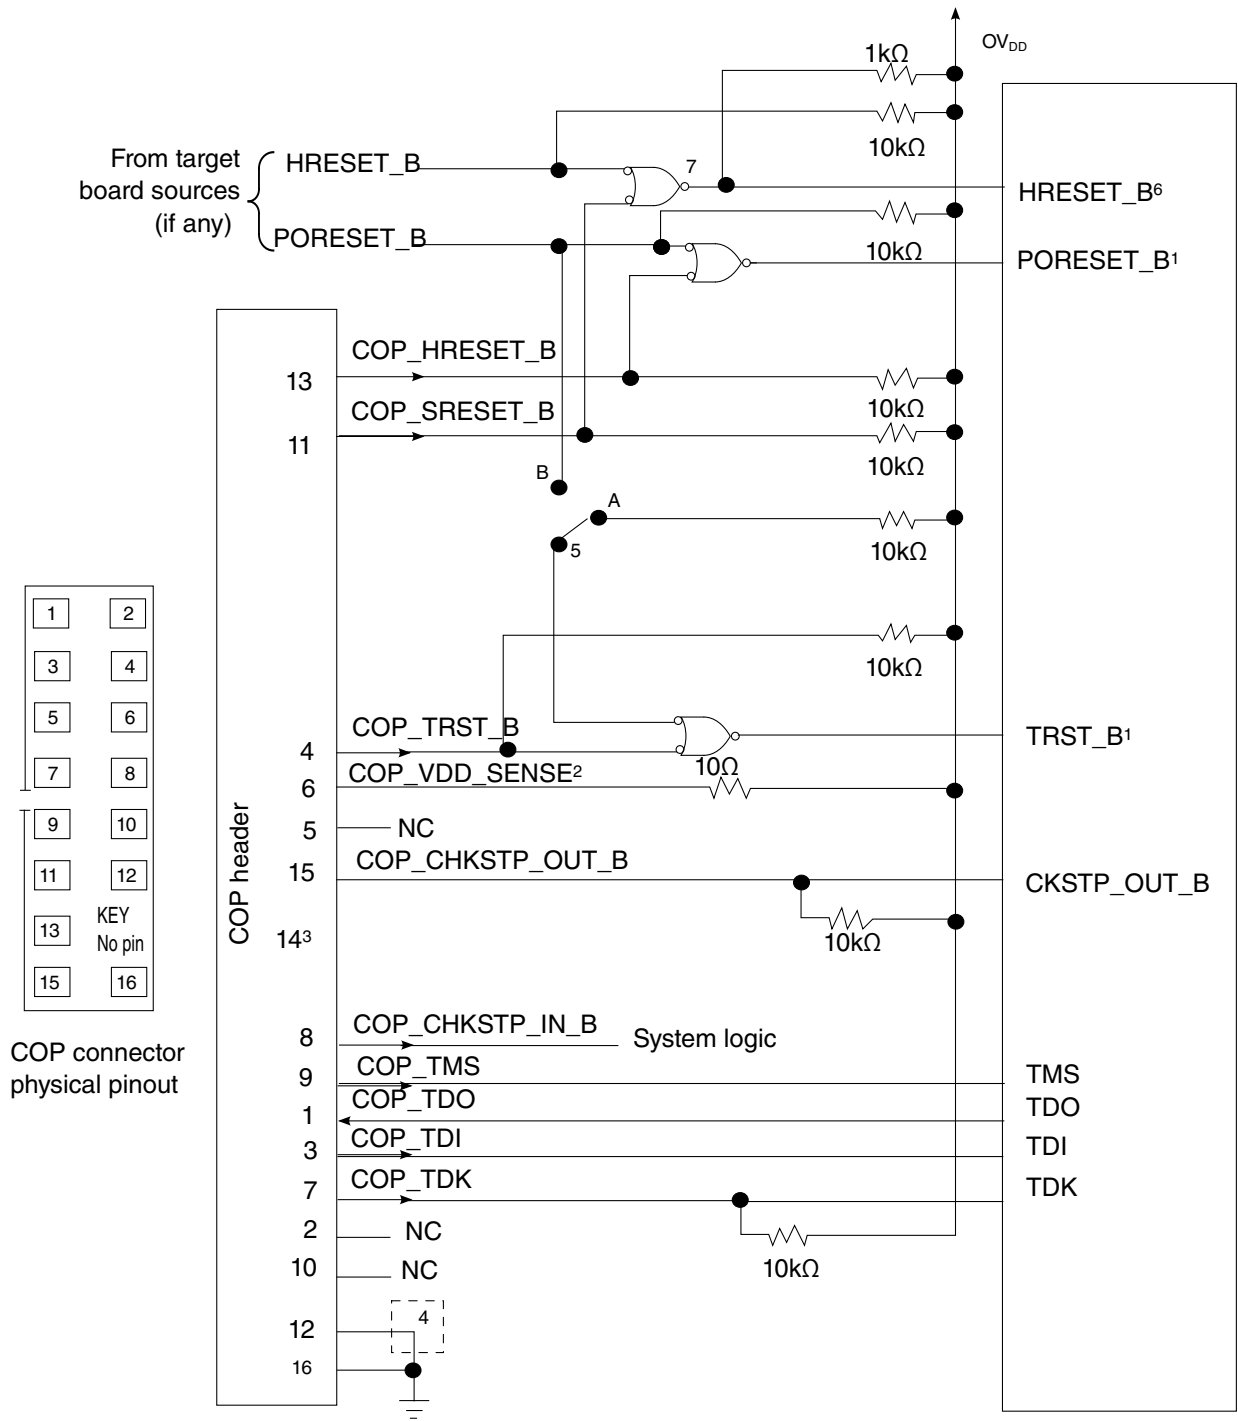 OVDD
1kΩ
10kΩ
From target
board sources
(if any)
HRESET_B
7
HRESET_B6
PORESET_B
10kΩ
PORESET_B1
COP_HRESET_B
13
10kΩ
COP_SRESET_B
11
10kΩ
B
A
5
10kΩ
10kΩ
COP_TRST_B
4
TRST_B1
10Ω
COP_VDD_SENSE2
6
5
NC
COP_CHKSTP_OUT_B
15
CKSTP_OUT_B
COP header
143
10kΩ
COP_CHKSTP_IN_B
8
System logic
COP_TMS
9
TMS
COP_TDO
1
TDO
COP_TDI
3
TDI
COP_TDK
7
TDK
2
NC
10kΩ
10
NC
4
12
16
1 2
3 4
5 6
7 8
9 10
11 12
13 KEY
No pin
15 16
COP connector
physical pinout